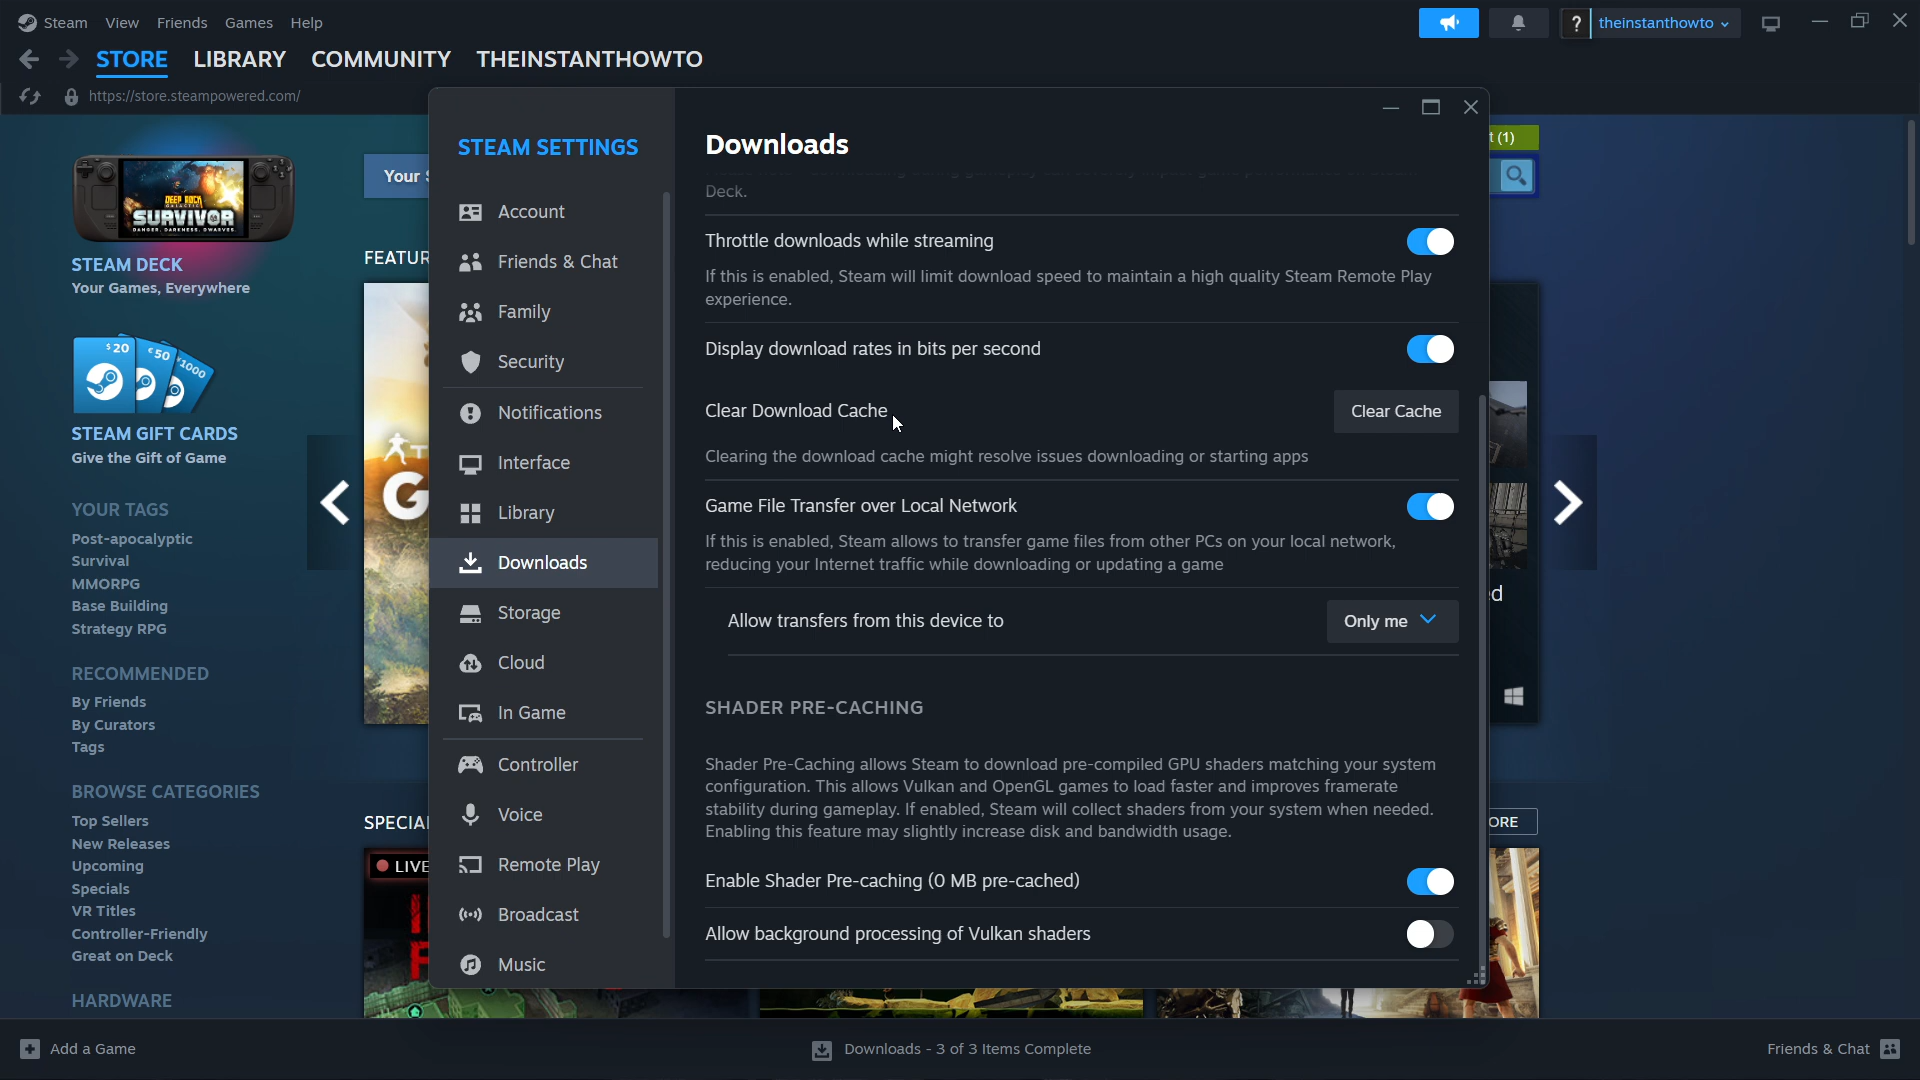 Steam View Friends Games Help
? theinstanthowto
STORE LIBRARY COMMUNITY THEINSTANTHOWTO
https://store.steampowered.com/
SURVIVOR
STEAM DECK
Your Games, Everywhere
$20 €50 ¥1000
STEAM GIFT CARDS
Give the Gift of Game
YOUR TAGS
Post-apocalyptic
Survival
MMORPG
Base Building
Strategy RPG
RECOMMENDED
By Friends
By Curators
Tags
BROWSE CATEGORIES
Top Sellers
New Releases
Upcoming
Specials
VR Titles
Controller-Friendly
Great on Deck
HARDWARE
Your S
FEATUR
G
SPECIA
LIVE
STEAM SETTINGS
Account
Friends & Chat
Family
Security
Notifications
Interface
Library
Downloads
Storage
Cloud
In Game
Controller
Voice
Remote Play
Broadcast
Music
Downloads
Deck.
Throttle downloads while streaming
If this is enabled, Steam will limit download speed to maintain a high quality Steam Remote Play
experience.
Display download rates in bits per second
Clear Download Cache
Clear Cache
Clearing the download cache might resolve issues downloading or starting apps
Game File Transfer over Local Network
If this is enabled, Steam allows to transfer game files from other PCs on your local network,
reducing your Internet traffic while downloading or updating a game
Allow transfers from this device to
Only me
SHADER PRE-CACHING
Shader Pre-Caching allows Steam to download pre-compiled GPU shaders matching your system
configuration. This allows Vulkan and OpenGL games to load faster and improves framerate
stability during gameplay. If enabled, Steam will collect shaders from your system when needed.
Enabling this feature may slightly increase disk and bandwidth usage.
Enable Shader Pre-caching (0 MB pre-cached)
Allow background processing of Vulkan shaders
t (1)
ed
ORE
Add a Game
Downloads - 3 of 3 Items Complete
Friends & Chat